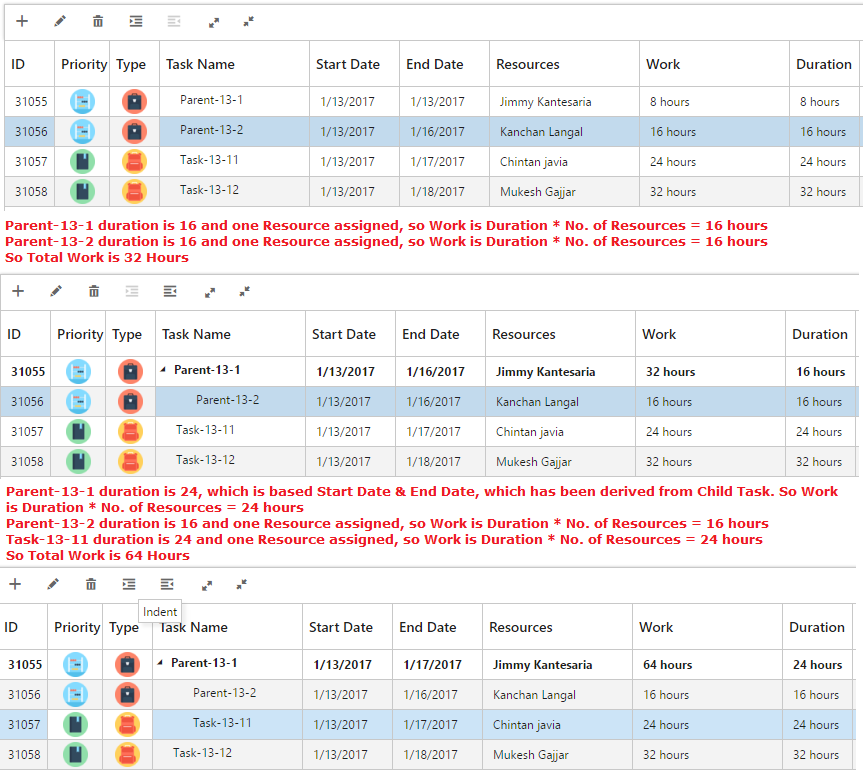 ID Priority Type Task Name Start Date End Date Resources Work Duration
31055 Parent-13-1 1/13/2017 1/13/2017 Jimmy Kantesaria 8 hours 8 hours
31056 Parent-13-2 1/13/2017 1/16/2017 Kanchan Langal 16 hours 16 hours
31057 Task-13-11 1/13/2017 1/17/2017 Chintan javia 24 hours 24 hours
31058 Task-13-12 1/13/2017 1/18/2017 Mukesh Gajjar 32 hours 32 hours
Parent-13-1 duration is 16 and one Resource assigned, so Work is Duration * No. of Resources = 16 hours
Parent-13-2 duration is 16 and one Resource assigned, so Work is Duration * No. of Resources = 16 hours
So Total Work is 32 Hours
ID Priority Type Task Name Start Date End Date Resources Work Duration
31055 Parent-13-1 1/13/2017 1/16/2017 Jimmy Kantesaria 32 hours 16 hours
31056 Parent-13-2 1/13/2017 1/16/2017 Kanchan Langal 16 hours 16 hours
31057 Task-13-11 1/13/2017 1/17/2017 Chintan javia 24 hours 24 hours
31058 Task-13-12 1/13/2017 1/18/2017 Mukesh Gajjar 32 hours 32 hours
Parent-13-1 duration is 24, which is based Start Date & End Date, which has been derived from Child Task. So Work
is Duration * No. of Resources = 24 hours
Parent-13-2 duration is 16 and one Resource assigned, so Work is Duration * No. of Resources = 16 hours
Task-13-11 duration is 24 and one Resource assigned, so Work is Duration * No. of Resources = 24 hours
So Total Work is 64 Hours
Indent
ID Priority Type Task Name Start Date End Date Resources Work Duration
31055 Parent-13-1 1/13/2017 1/17/2017 Jimmy Kantesaria 64 hours 24 hours
31056 Parent-13-2 1/13/2017 1/16/2017 Kanchan Langal 16 hours 16 hours
31057 Task-13-11 1/13/2017 1/17/2017 Chintan javia 24 hours 24 hours
31058 Task-13-12 1/13/2017 1/18/2017 Mukesh Gajjar 32 hours 32 hours